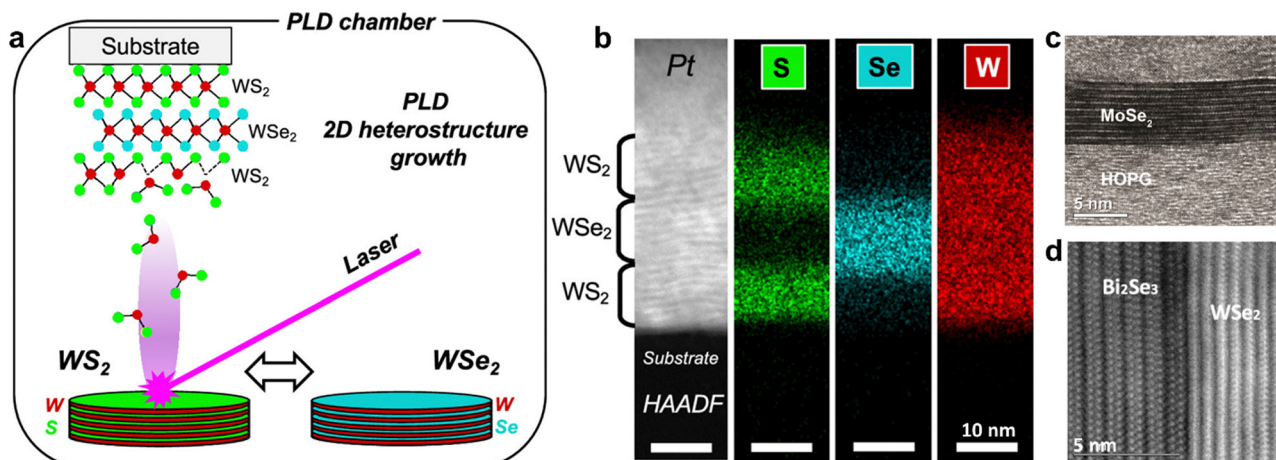 a
PLD chamber
Substrate
WS₂
WSe₂
WS₂
PLD
2D heterostructure
growth
Laser
WS₂
WSe₂
W
S
W
Se
b
Pt
S
Se
W
WS₂
WSe₂
WS₂
Substrate
HAADF
10 nm
c
MoSe₂
HOPG
5 nm
d
Bi₂Se₃
WSe₂
5 nm